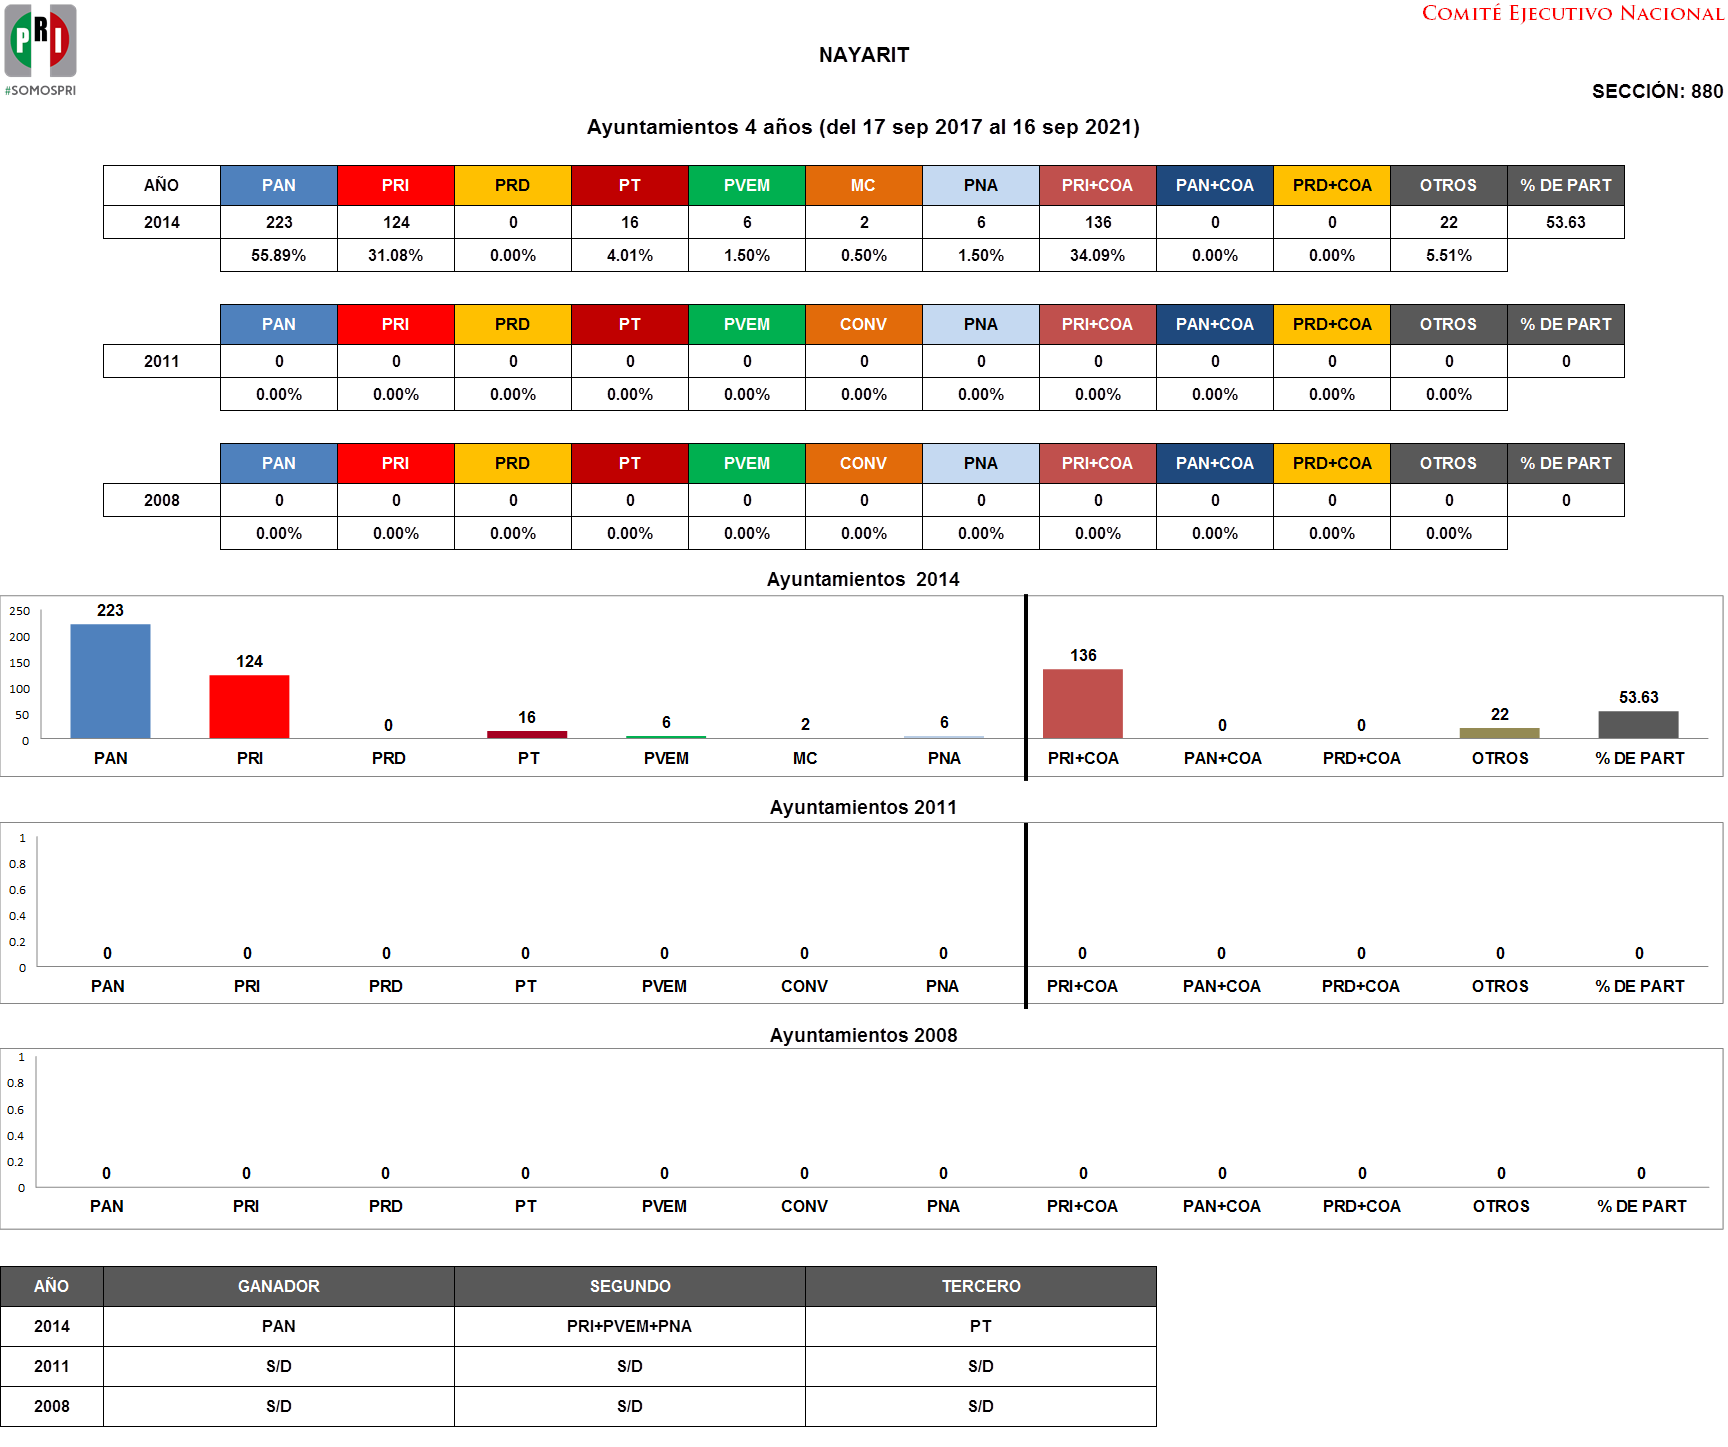 PRI
#SOMOSPRI
COMITÉ EJECUTIVO NACIONAL
NAYARIT
SECCIÓN: 880
Ayuntamientos 4 años (del 17 sep 2017 al 16 sep 2021)
AÑO PAN PRI PRD PT PVEM MC PNA PRI+COA PAN+COA PRD+COA OTROS % DE PART
2014 223 124 0 16 6 2 6 136 0 0 22 53.63
55.89% 31.08% 0.00% 4.01% 1.50% 0.50% 1.50% 34.09% 0.00% 0.00% 5.51%
PAN PRI PRD PT PVEM CONV PNA PRI+COA PAN+COA PRD+COA OTROS % DE PART
2011 0 0 0 0 0 0 0 0 0 0 0 0
0.00% 0.00% 0.00% 0.00% 0.00% 0.00% 0.00% 0.00% 0.00% 0.00% 0.00%
PAN PRI PRD PT PVEM CONV PNA PRI+COA PAN+COA PRD+COA OTROS % DE PART
2008 0 0 0 0 0 0 0 0 0 0 0 0
0.00% 0.00% 0.00% 0.00% 0.00% 0.00% 0.00% 0.00% 0.00% 0.00% 0.00%
Ayuntamientos 2014
250
200
150
100
50
0
223 124 0 16 6 2 6 136 0 0 22 53.63
PAN PRI PRD PT PVEM MC PNA PRI+COA PAN+COA PRD+COA OTROS % DE PART
Ayuntamientos 2011
1
0.8
0.6
0.4
0.2
0
0 0 0 0 0 0 0 0 0 0 0 0
PAN PRI PRD PT PVEM CONV PNA PRI+COA PAN+COA PRD+COA OTROS % DE PART
Ayuntamientos 2008
1
0.8
0.6
0.4
0.2
0
0 0 0 0 0 0 0 0 0 0 0 0
PAN PRI PRD PT PVEM CONV PNA PRI+COA PAN+COA PRD+COA OTROS % DE PART
AÑO GANADOR SEGUNDO TERCERO
2014 PAN PRI+PVEM+PNA PT
2011 S/D S/D S/D
2008 S/D S/D S/D